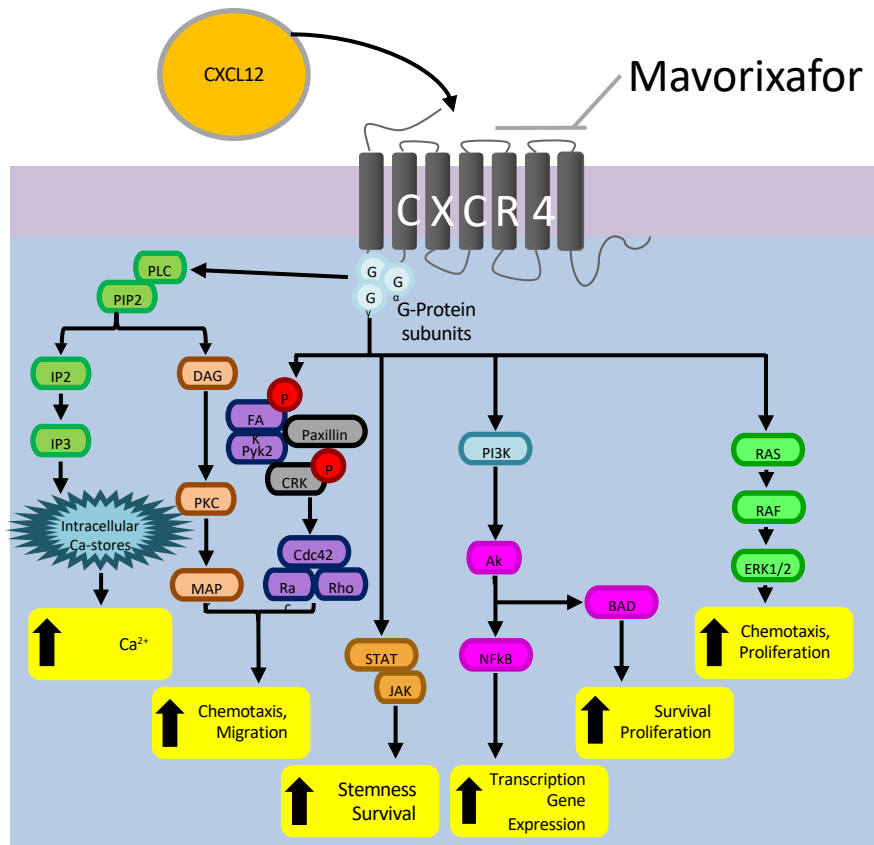 CXCL12
Mavorixafor
CXCR4
G
G
α
G
γ
G-Protein
subunits
PLC
PIP2
IP2
DAG
IP3
P
FA
K
Pyk2
Paxillin
P
CRK
PI3K
RAS
RAF
ERK1/2
PKC
Intracellular
Ca-stores
Cdc42
Ra
c
Rho
MAP
Ak
BAD
NFkB
STAT
JAK
Ca²⁺
Chemotaxis,
Migration
Stemness
Survival
Transcription
Gene
Expression
Survival
Proliferation
Chemotaxis,
Proliferation